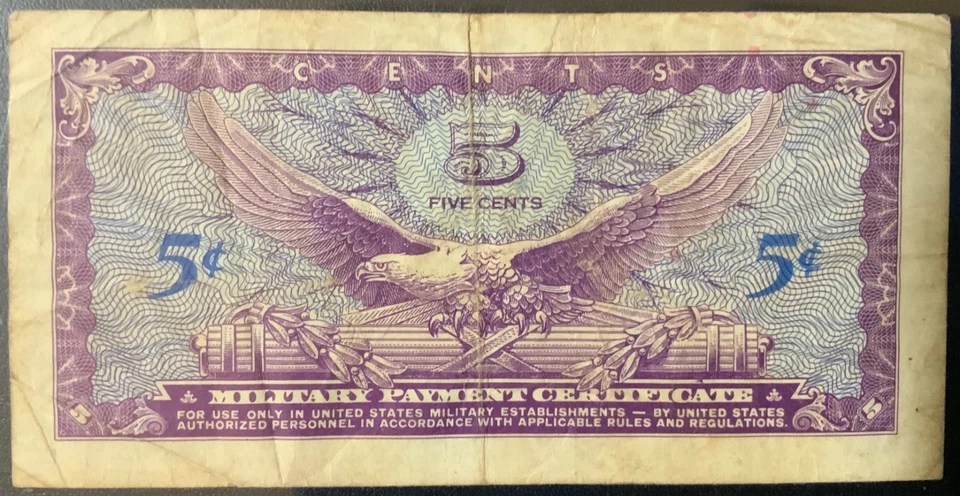 CENTS
5
FIVE CENTS
5¢ 5¢
MILITARY PAYMENT CERTIFICATE
5 FOR USE ONLY IN UNITED STATES MILITARY ESTABLISHMENTS — BY UNITED STATES 5
AUTHORIZED PERSONNEL IN ACCORDANCE WITH APPLICABLE RULES AND REGULATIONS.